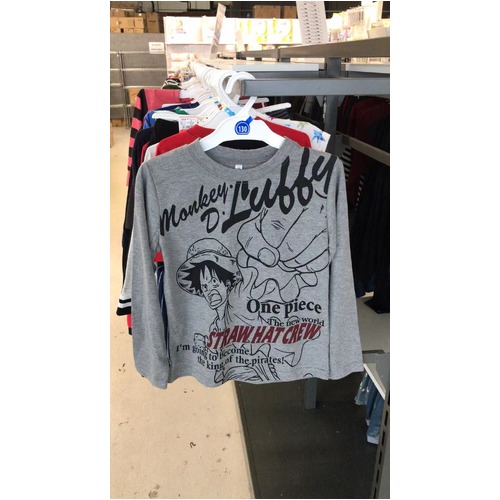 130
Monkey.
D. Luffy
One piece
The new world
STRAW HAT CREW
I'm going to become
the king of the pirates!